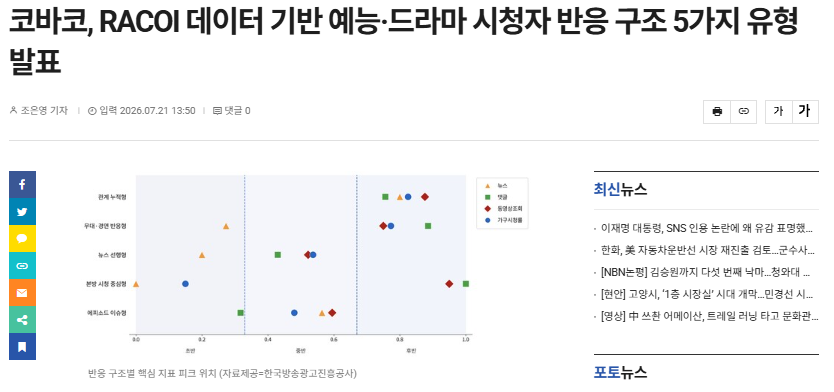 코바코, RACOI 데이터 기반 예능·드라마 시청자 반응 구조 5가지 유형
발표
조은영 기자
입력 2026.07.21 13:50
댓글 0
가 가
뉴스
댓글
동영상조회
가구시청률
관계 누적형
무대·경연 반응형
뉴스 선행형
본방 시청 중심형
에피소드 이슈형
0.0 0.2 0.4 0.6 0.8 1.0
초반 중반 후반
반응 구조별 핵심 지표 피크 위치 (자료제공=한국방송광고진흥공사)
최신뉴스
· 이재명 대통령, SNS 인용 논란에 왜 유감 표명했...
· 한화, 美 자동차운반선 시장 재진출 검토...군수사...
· [NBN논평] 김승원까지 다섯 번째 낙마...청와대 ...
· [현안] 고양시, '1층 시장실' 시대 개막...민경선 시...
· [영상] 中 쓰촨 어메이산, 트레일 러닝 타고 문화관...
포토뉴스